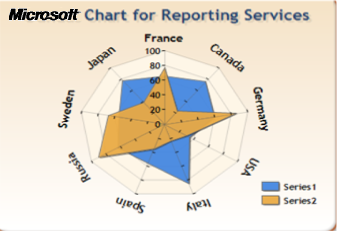 Microsoft Chart for Reporting Services
France
Japan
Canada
100
80
60
40
20
0
Sweden
Germany
Russia
USA
Spain
Italy
Series1
Series2